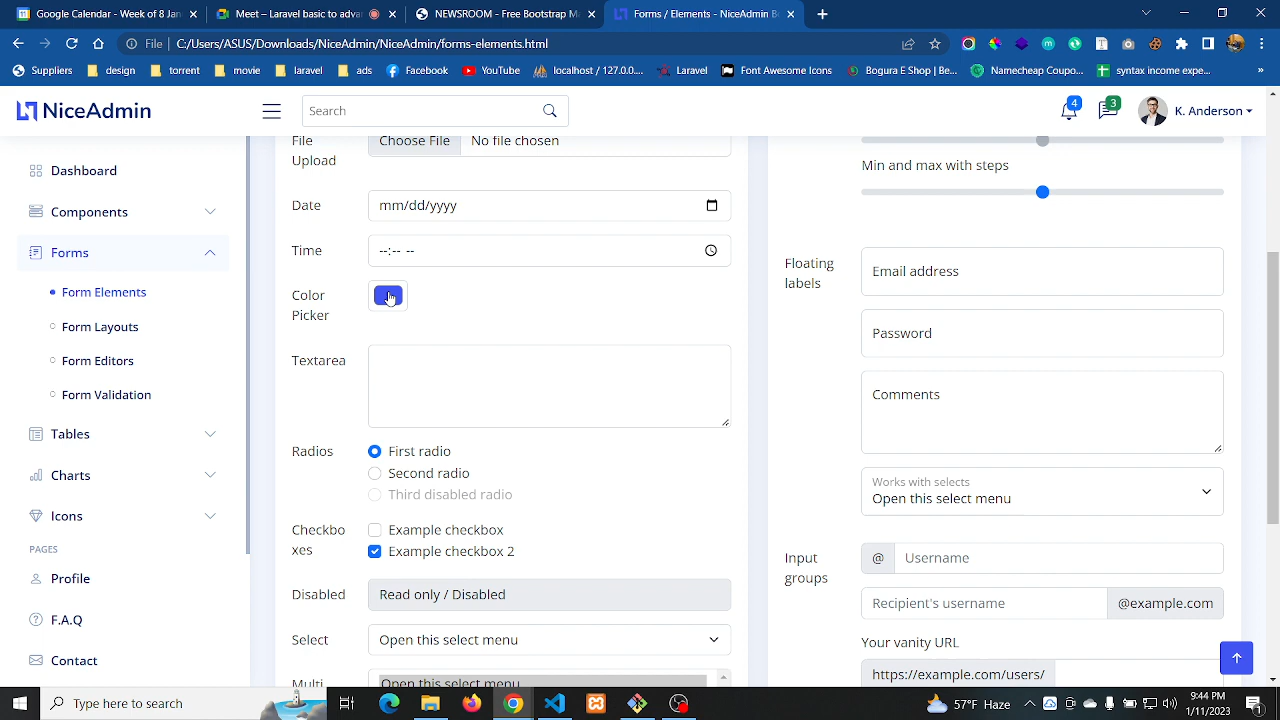 Google Calendar - Week of 8 Jan
Meet – Laravel basic to adva
NEWSROOM - Free Bootstrap Ma
Forms / Elements - NiceAdmin B
File
C:/Users/ASUS/Downloads/NiceAdmin/NiceAdmin/forms-elements.html
Suppliers
design
torrent
movie
laravel
ads
Facebook
YouTube
localhost / 127.0....
Laravel
Font Awesome Icons
Bogura E Shop | Be...
Namecheap Coupo...
syntax income expe...
»
NiceAdmin
Search
4
3
K. Anderson
Dashboard
Components
Forms
Form Elements
Form Layouts
Form Editors
Form Validation
Tables
Charts
Icons
PAGES
Profile
F.A.Q
Contact
File
Upload
Choose File
No file chosen
Date
mm/dd/yyyy
Time
--:-- --
Color
Picker
Textarea
Radios
First radio
Second radio
Third disabled radio
Checkbo
xes
Example checkbox
Example checkbox 2
Disabled
Read only / Disabled
Select
Open this select menu
Multi
Open this select menu
Min and max with steps
Floating
labels
Email address
Password
Comments
Works with selects
Open this select menu
Input
groups
@
Username
Recipient's username
@example.com
Your vanity URL
https://example.com/users/
Type here to search
57°F Haze
9:44 PM
1/11/2023